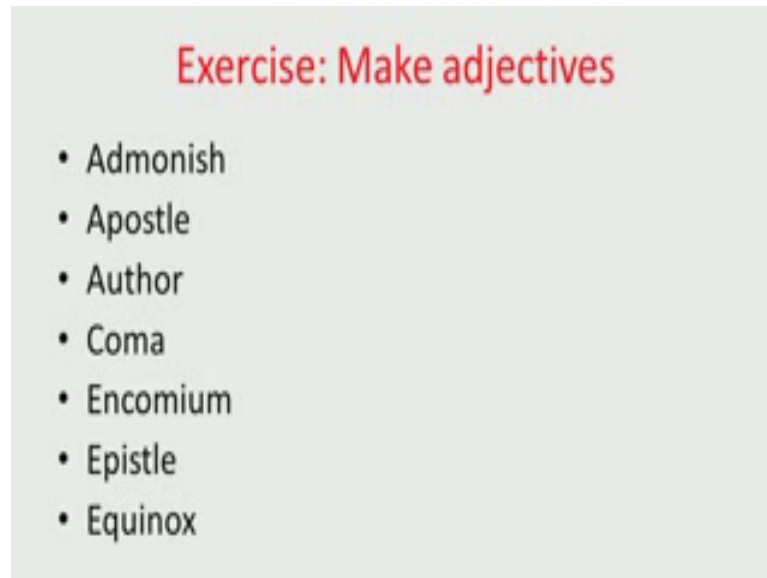 Exercise: Make adjectives
• Admonish
• Apostle
• Author
• Coma
• Encomium
• Epistle
• Equinox